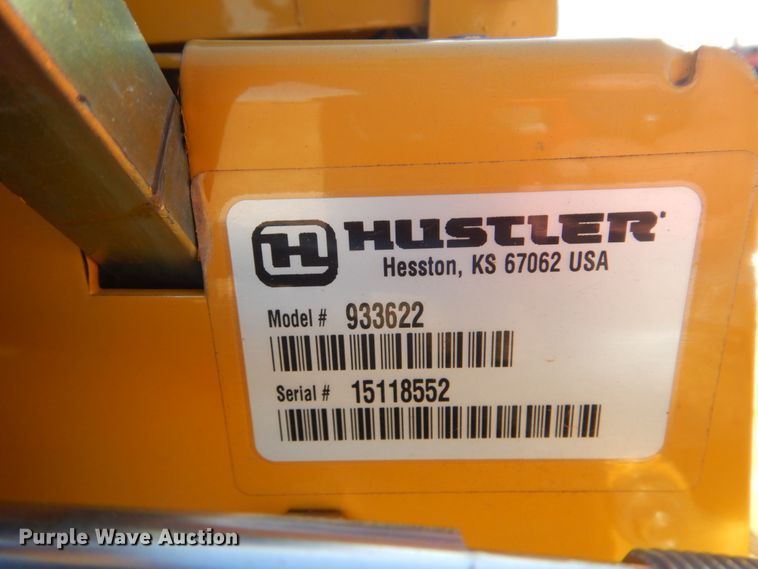 H HUSTLER
Hesston, KS 67062 USA
Model # 933622
Serial # 15118552
Purple Wave Auction